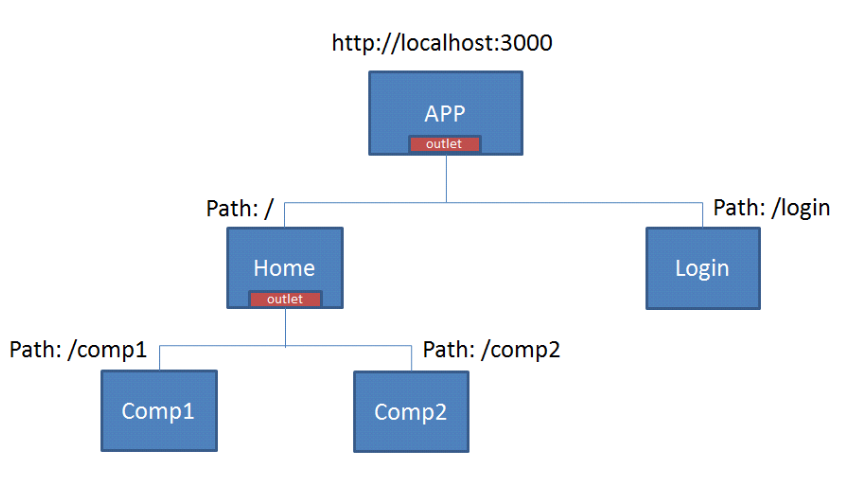 http://localhost:3000
APP
outlet
Path: /
Path: /login
Home
Login
outlet
Path: /comp1
Path: /comp2
Comp1
Comp2